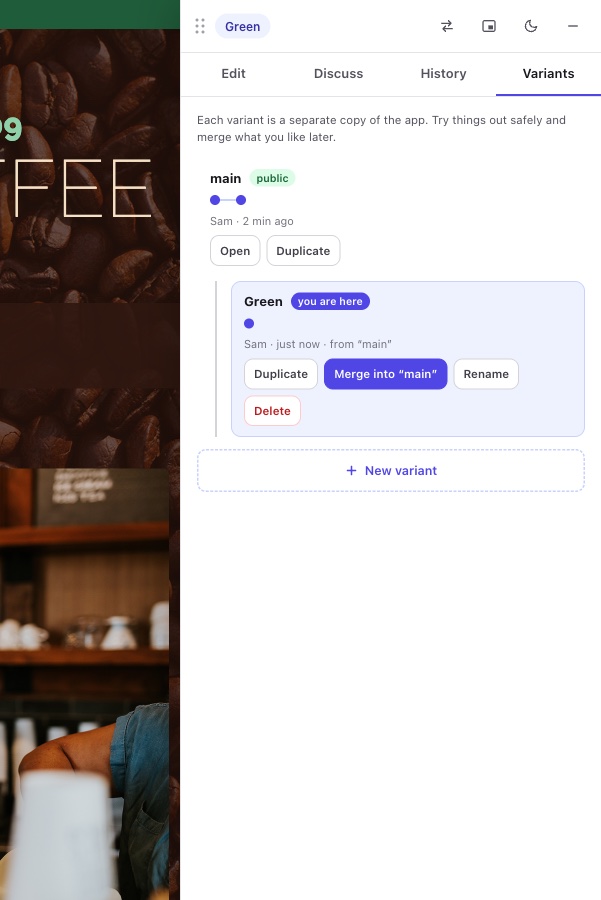 Green
Edit
Discuss
History
Variants
Each variant is a separate copy of the app. Try things out safely and
merge what you like later.
main public
Sam · 2 min ago
Open
Duplicate
Green you are here
Sam · just now · from “main”
Duplicate
Merge into “main”
Rename
Delete
+ New variant
9
FFEE